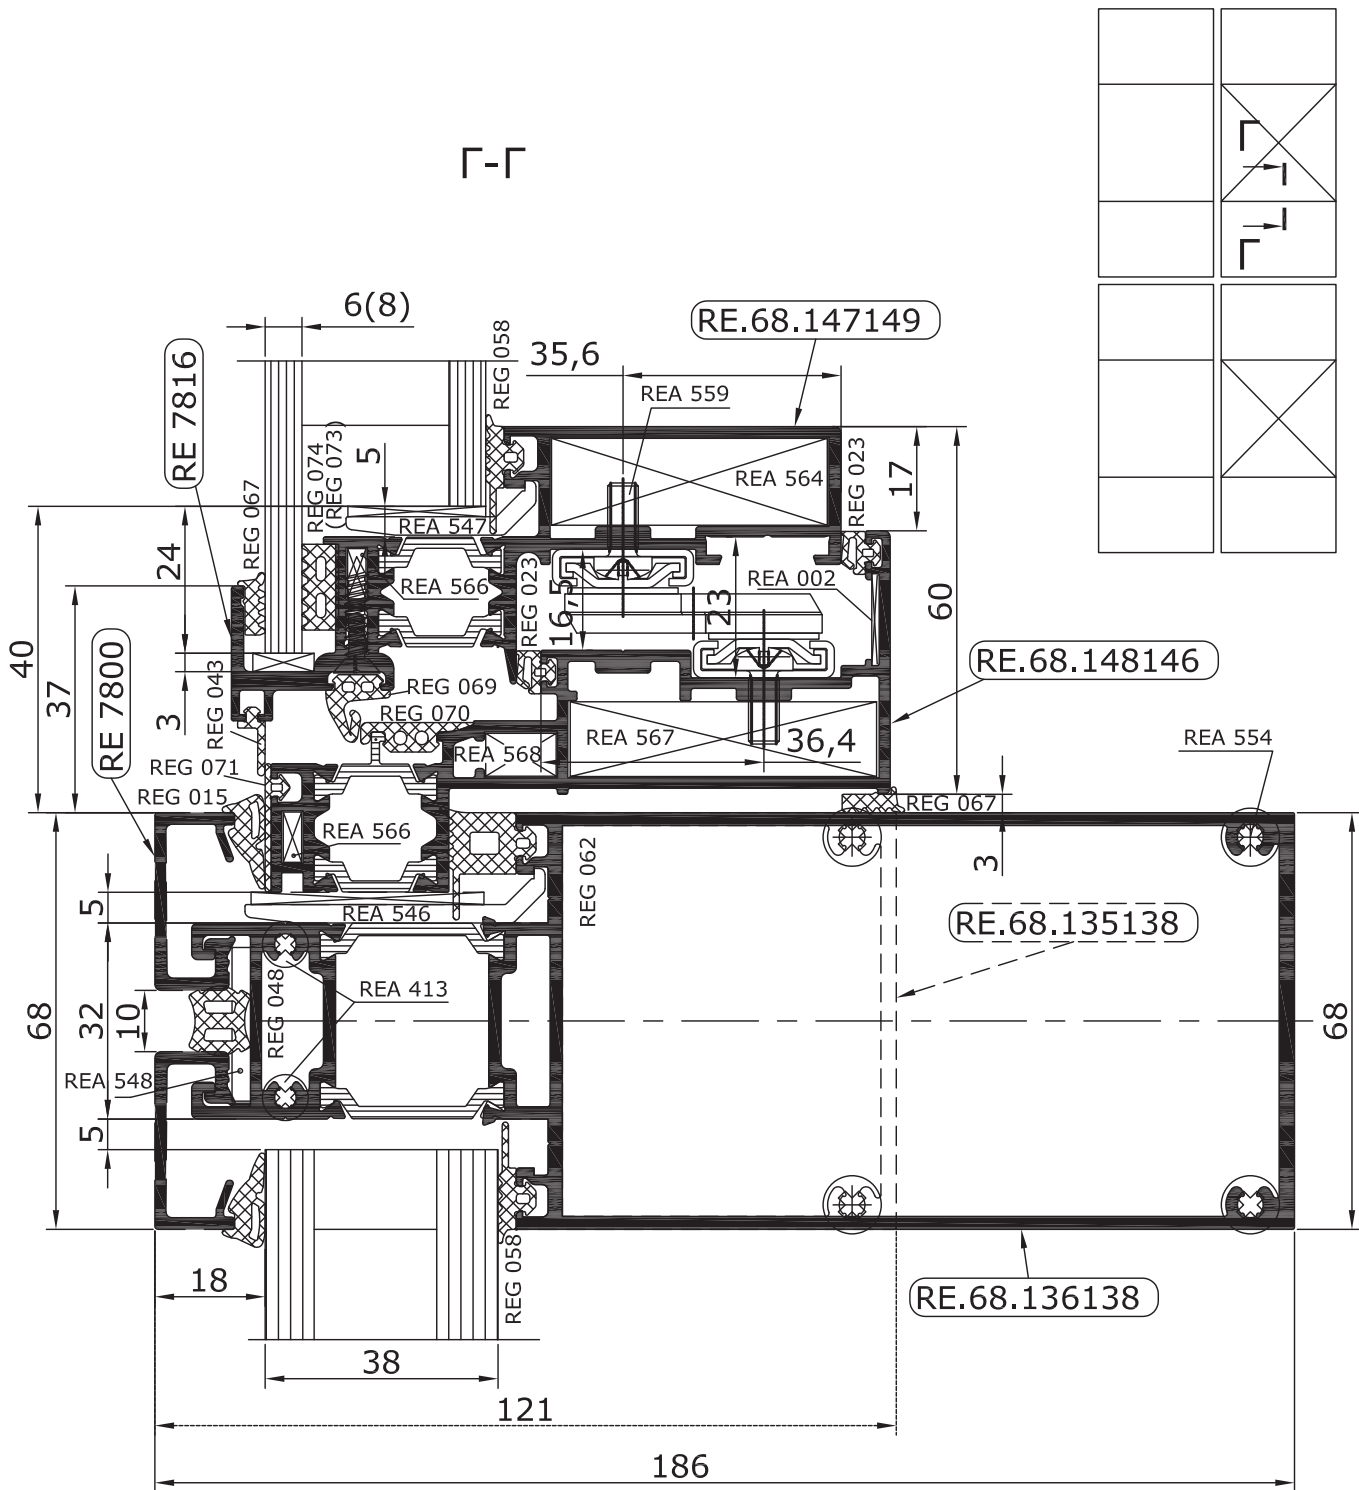 Г
Г
Г-Г
6(8)
RE.68.147149
REG 058
35,6
RE 7816
REA 559
REG 074
(REG 073)
5
REG 067
REA 564
REG 023
17
REA 547
24
REA 566
REG 023
16,5
23
REA 002
60
40
37
3
REG 043
RE.68.148146
RE 7800
REG 069
REG 070
REA 568
REA 567
36,4
REA 554
REG 071
REG 015
REG 067
REA 566
REG 062
3
5
REA 546
RE.68.135138
68
32
10
REG 048
REA 413
68
REA 548
5
18
REG 058
RE.68.136138
38
121
186